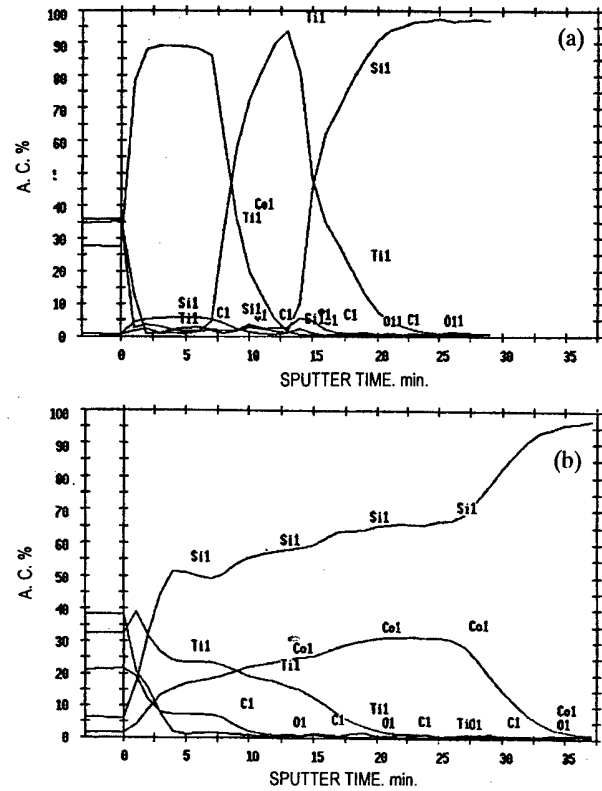 Ti1
100
(a)
90
80
Si1
70
60
A. C. %
50
40
Co1
Ti1
30
Ti1
20
10
Si1 C1 Si1 C1 O1 C1 O11 C1 O11
Ti1 C1
0
0 5 10 15 20 25 30 35
SPUTTER TIME. min.
100
90
(b)
80
70
Si1
Si1
60
Si1
A. C. %
Si1
50
40
Co1 Co1
30
Ti1 Co1
Ti1
20
10
C1 Ti1 Co1
O1 C1 O1 C1 TiO1 C1 O1
0
0 5 10 15 20 25 30 35
SPUTTER TIME. min.